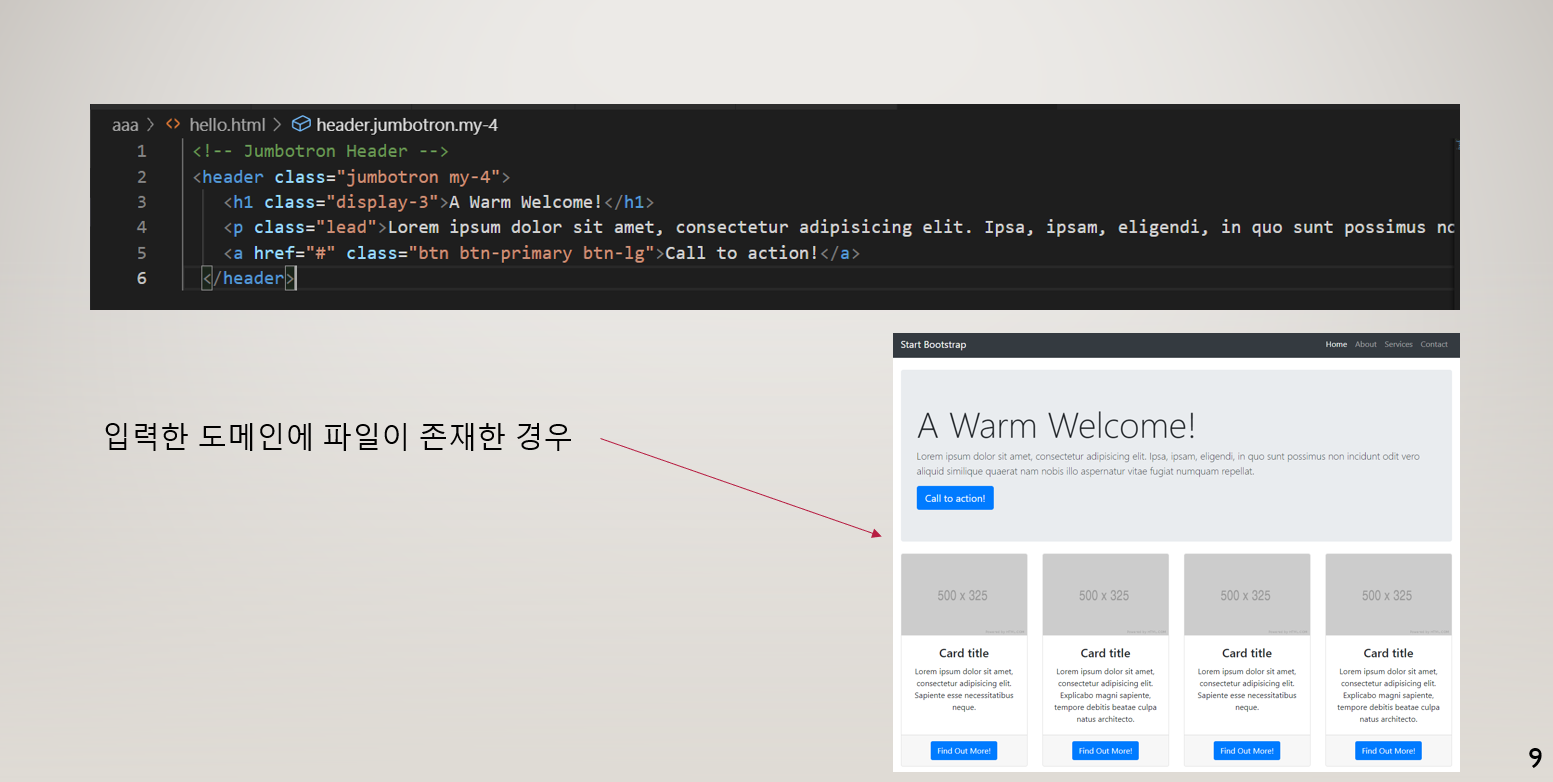 aaa > <> hello.html > header.jumbotron.my-4
1 <!-- Jumbotron Header -->
2 <header class="jumbotron my-4">
3 <h1 class="display-3">A Warm Welcome!</h1>
4 <p class="lead">Lorem ipsum dolor sit amet, consectetur adipisicing elit. Ipsa, ipsam, eligendi, in quo sunt possimus no
5 <a href="#" class="btn btn-primary btn-lg">Call to action!</a>
6 </header>
입력한 도메인에 파일이 존재한 경우
Start Bootstrap Home About Services Contact
A Warm Welcome!
Lorem ipsum dolor sit amet, consectetur adipisicing elit. Ipsa, ipsam, eligendi, in quo sunt possimus non incidunt odit vero
aliquid similique quaerat nam nobis illo aspernatur vitae fugiat numquam repellat.
Call to action!
500 x 325
Card title
Lorem ipsum dolor sit amet,
consectetur adipisicing elit.
Sapiente esse necessitatibus
neque.
Find Out More!
500 x 325
Card title
Lorem ipsum dolor sit amet,
consectetur adipisicing elit.
Explicabo magni sapiente,
tempore debitis beatae culpa
natus architecto.
Find Out More!
500 x 325
Card title
Lorem ipsum dolor sit amet,
consectetur adipisicing elit.
Sapiente esse necessitatibus
neque.
Find Out More!
500 x 325
Card title
Lorem ipsum dolor sit amet,
consectetur adipisicing elit.
Explicabo magni sapiente,
tempore debitis beatae culpa
natus architecto.
Find Out More!
9